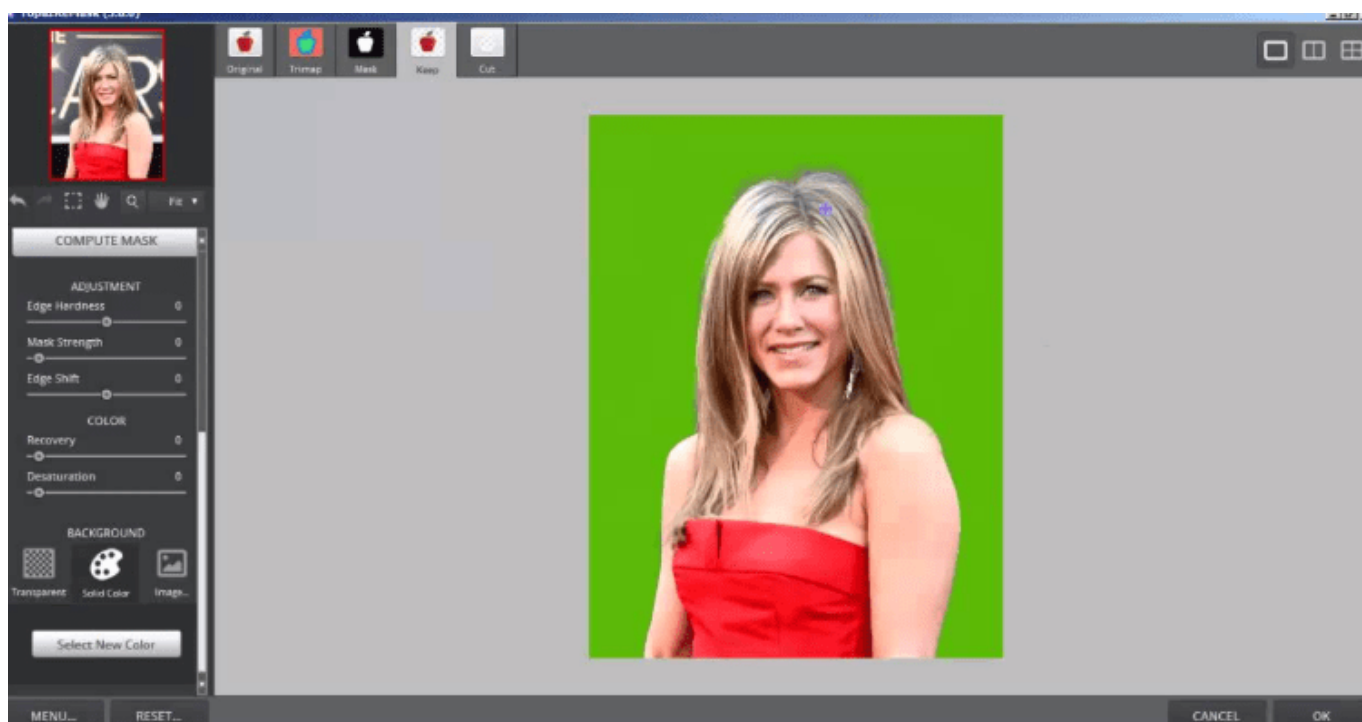 Original Trimap Mask Keep Cut
Fit
COMPUTE MASK
ADJUSTMENT
Edge Hardness 0
Mask Strength 0
Edge Shift 0
COLOR
Recovery 0
Desaturation 0
BACKGROUND
Transparent Solid Color Image...
Select New Color
MENU... RESET... CANCEL OK